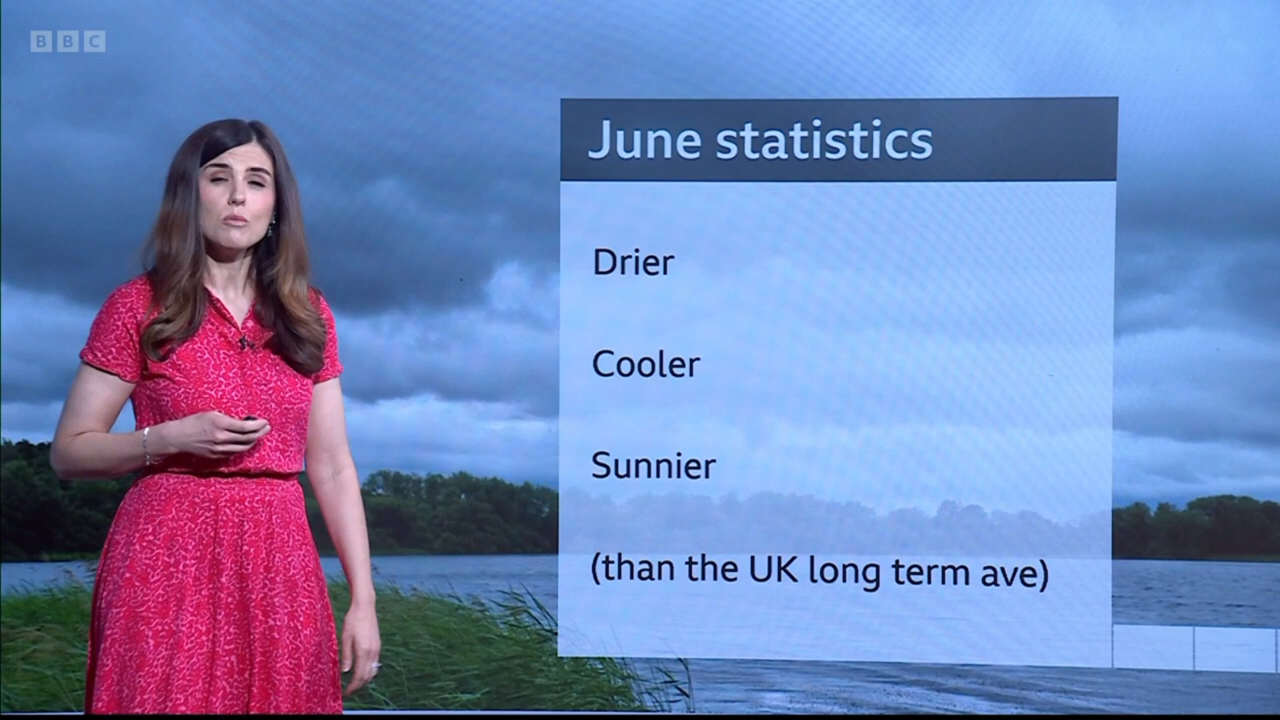 BBC
June statistics
Drier
Cooler
Sunnier
(than the UK long term ave)